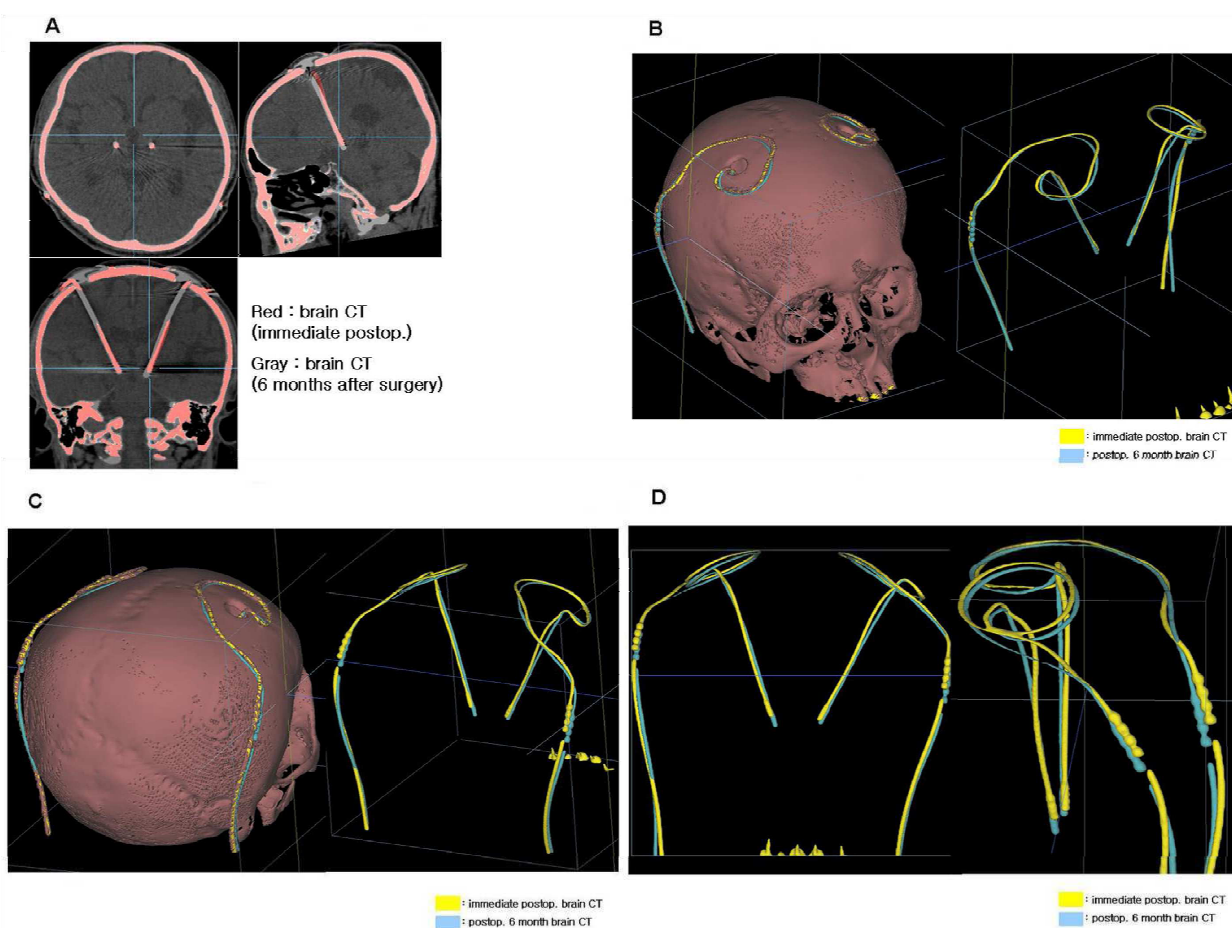 A
Red : brain CT
(immediate postop.)
Gray : brain CT
(6 months after surgery)
B
: immediate postop. brain CT
: postop. 6 month brain CT
C
: immediate postop. brain CT
: postop. 6 month brain CT
D
: immediate postop. brain CT
: postop. 6 month brain CT